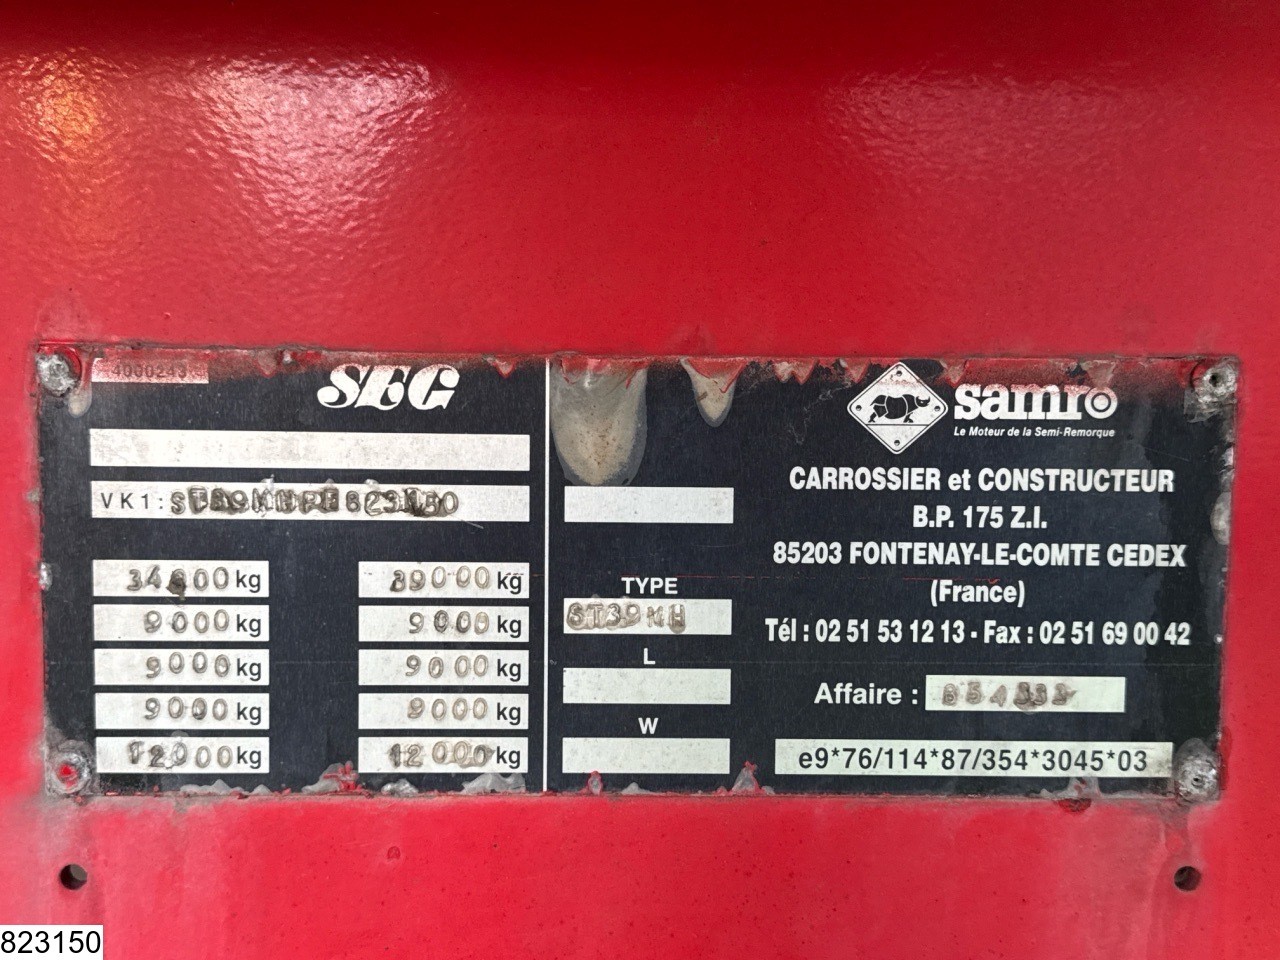 4000243
SEG
VK1: ST39MHPE823150
34000 kg 39000 kg
9000 kg 9000 kg
9000 kg 9000 kg
9000 kg 9000 kg
12000 kg 12000 kg
TYPE
ST39MH
L
W
samro
Le Moteur de la Semi-Remorque
CARROSSIER et CONSTRUCTEUR
B.P. 175 Z.I.
85203 FONTENAY-LE-COMTE CEDEX
(France)
Tél : 02 51 53 12 13 - Fax : 02 51 69 00 42
Affaire :
e9*76/114*87/354*3045*03
823150